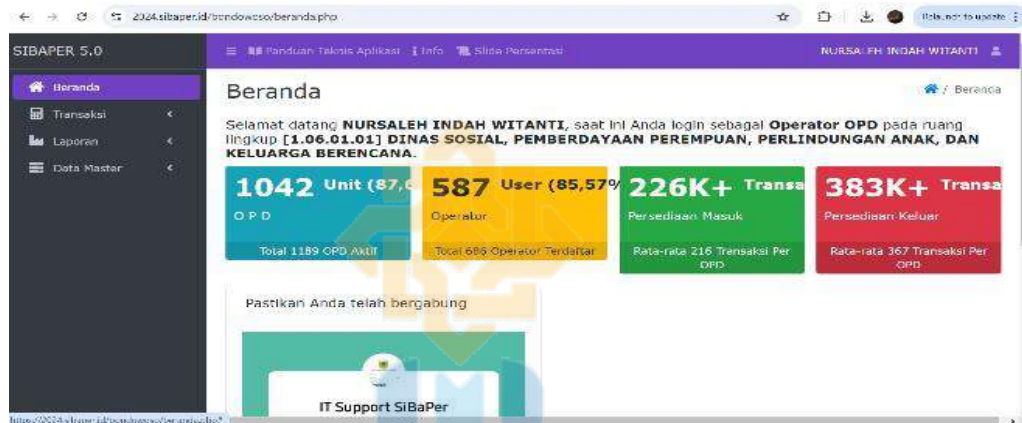 2024.sibaper.id/bondowoso/beranda.php
SIBAPER 5.0
Panduan Teknis Aplikasi Info Slide Persentasi
NURSALEH INDAH WITANTI
Beranda
Transaksi
Laporan
Data Master
Beranda
/ Beranda
Selamat datang NURSALEH INDAH WITANTI, saat ini Anda login sebagai Operator OPD pada ruang
lingkup [1.06.01.01] DINAS SOSIAL, PEMBERDAYAAN PEREMPUAN, PERLINDUNGAN ANAK, DAN
KELUARGA BERENCANA.
1042 Unit (87,6
OPD
Total 1189 OPD Aktif
587 User (85,57%
Operator
Total 686 Operator Terdaftar
226K+ Transa
Persediaan Masuk
Rata-rata 216 Transaksi Per
OPD
383K+ Transa
Persediaan Keluar
Rata-rata 367 Transaksi Per
OPD
Pastikan Anda telah bergabung
IT Support SiBaPer